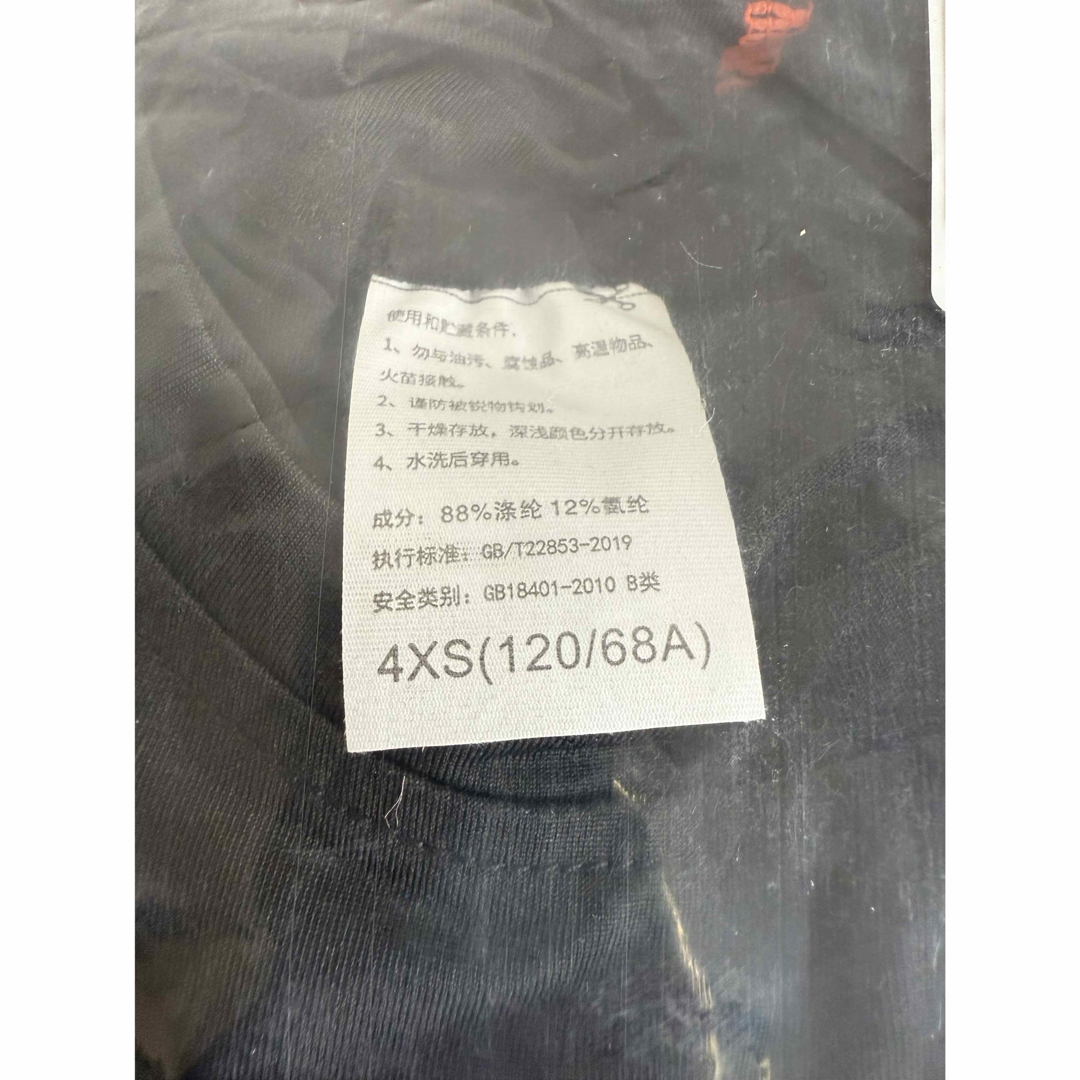 使用和贮藏条件.
1、勿与油污、腐蚀品、高温物品、
火苗接触。
2、谨防被锐物钩划。
3、干燥存放，深浅颜色分开存放。
4、水洗后穿用。
成分：88%涤纶 12%氨纶
执行标准：GB/T22853-2019
安全类别：GB18401-2010 B类
4XS(120/68A)